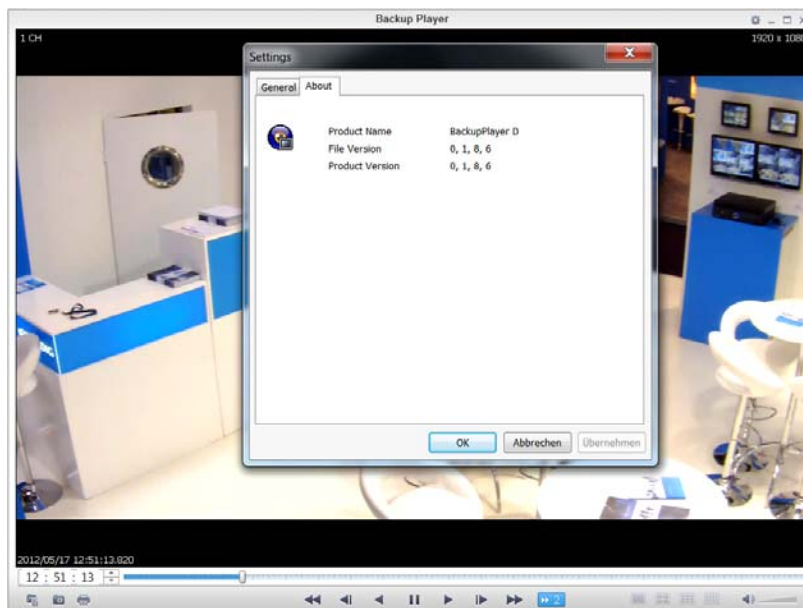 Backup Player
1 CH
1920 x 108
Settings
General About
Product Name BackupPlayer D
File Version 0, 1, 8, 6
Product Version 0, 1, 8, 6
OK Abbrechen Übernehmen
2012/05/17 12:51:13.820
12 : 51 : 13
2